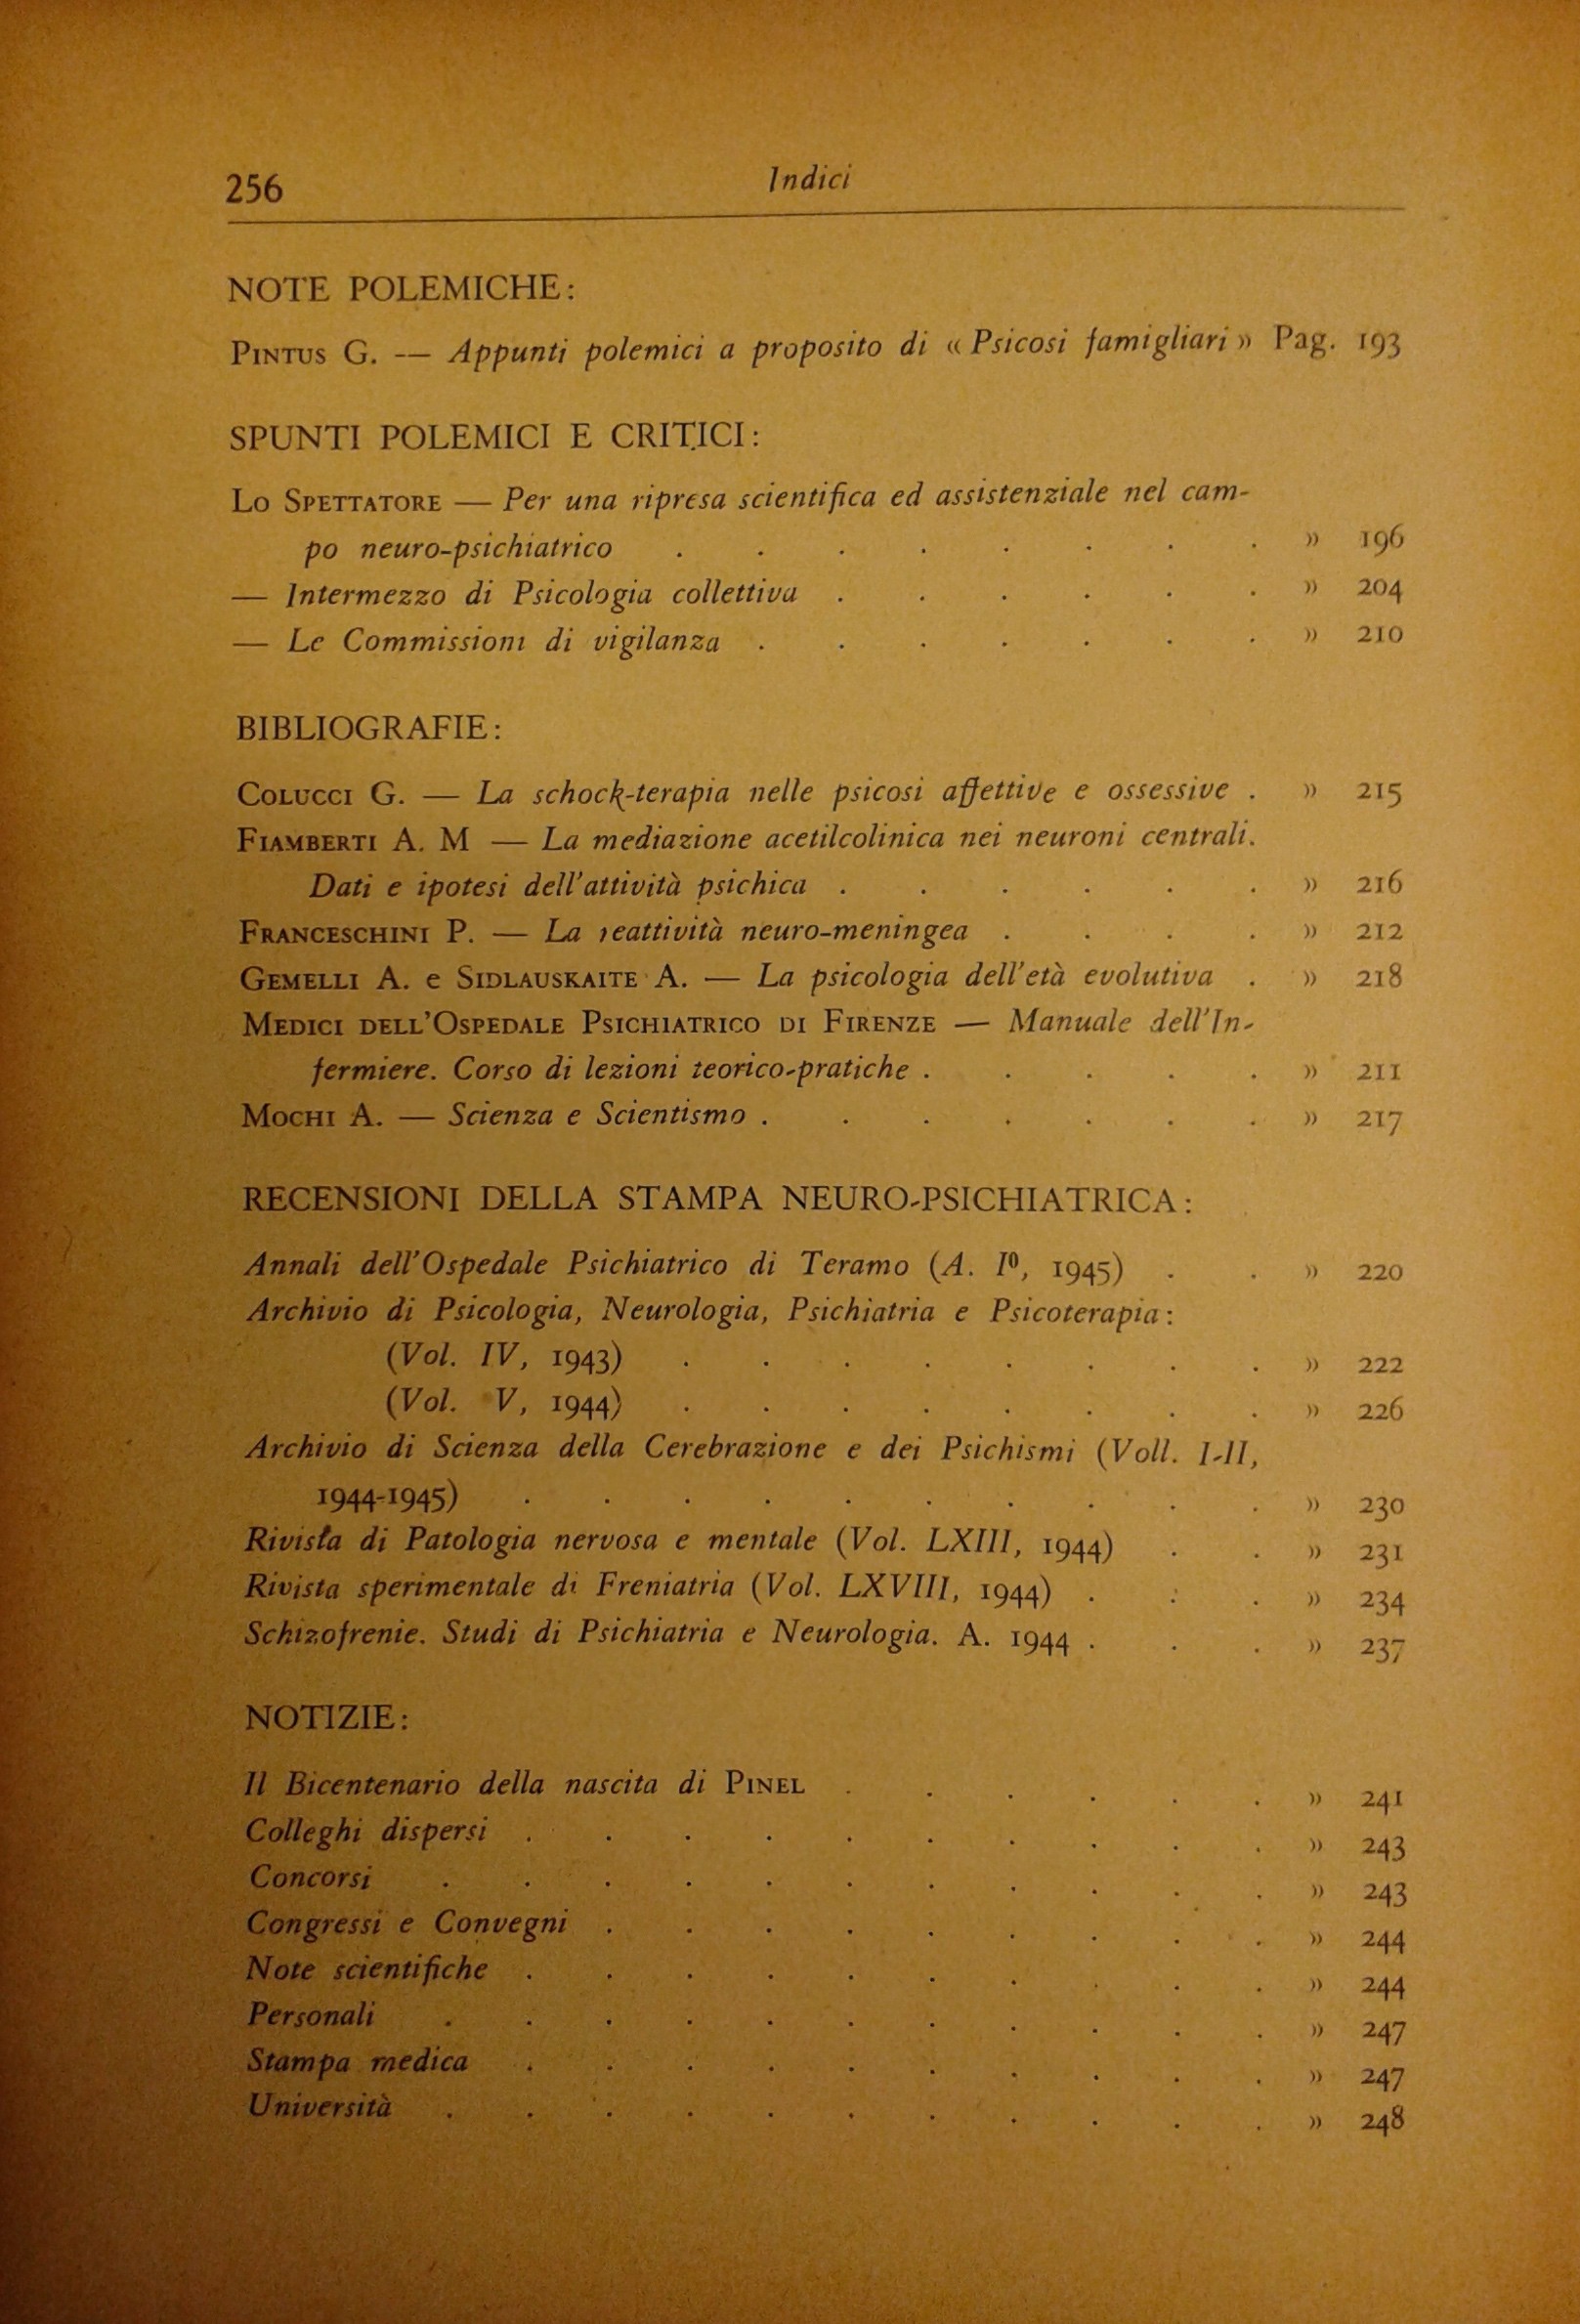 256
Indici
NOTE POLEMICHE:
PINTUS G. — Appunti polemici a proposito di « Psicosi famigliari » Pag. 193
SPUNTI POLEMICI E CRITICI:
LO SPETTATORE — Per una ripresa scientifica ed assistenziale nel cam-
po neuro-psichiatrico . . . . . . . . » 196
— Intermezzo di Psicologia collettiva . . . . . . » 204
— Le Commissioni di vigilanza . . . . . . . » 210
BIBLIOGRAFIE:
COLUCCI G. — La schock-terapia nelle psicosi affettive e ossessive . » 215
FIAMBERTI A. M — La mediazione acetilcolinica nei neuroni centrali.
Dati e ipotesi dell'attività psichica . . . . . . » 216
FRANCESCHINI P. — La reattività neuro-meningea . . . . » 212
GEMELLI A. e SIDLAUSKAITE A. — La psicologia dell'età evolutiva . » 218
MEDICI DELL'OSPEDALE PSICHIATRICO DI FIRENZE — Manuale dell'In-
fermiere. Corso di lezioni teorico-pratiche . . . . . » 211
MOCHI A. — Scienza e Scientismo . . . . . . . » 217
RECENSIONI DELLA STAMPA NEURO-PSICHIATRICA:
Annali dell'Ospedale Psichiatrico di Teramo (A. I⁰, 1945) . . » 220
Archivio di Psicologia, Neurologia, Psichiatria e Psicoterapia:
(Vol. IV, 1943) . . . . . . . . » 222
(Vol. V, 1944) . . . . . . . . » 226
Archivio di Scienza della Cerebrazione e dei Psichismi (Voll. I-II,
1944-1945) . . . . . . . . . . » 230
Rivista di Patologia nervosa e mentale (Vol. LXIII, 1944) . . » 231
Rivista sperimentale di Freniatria (Vol. LXVIII, 1944) . : . » 234
Schizofrenie. Studi di Psichiatria e Neurologia. A. 1944 . . . » 237
NOTIZIE:
Il Bicentenario della nascita di PINEL . . . . . . » 241
Colleghi dispersi . . . . . . . . . . » 243
Concorsi . . . . . . . . . . . » 243
Congressi e Convegni . . . . . . . . . » 244
Note scientifiche . . . . . . . . . . » 244
Personali . . . . . . . . . . . » 247
Stampa medica . . . . . . . . . . » 247
Università . . . . . . . . . . . » 248